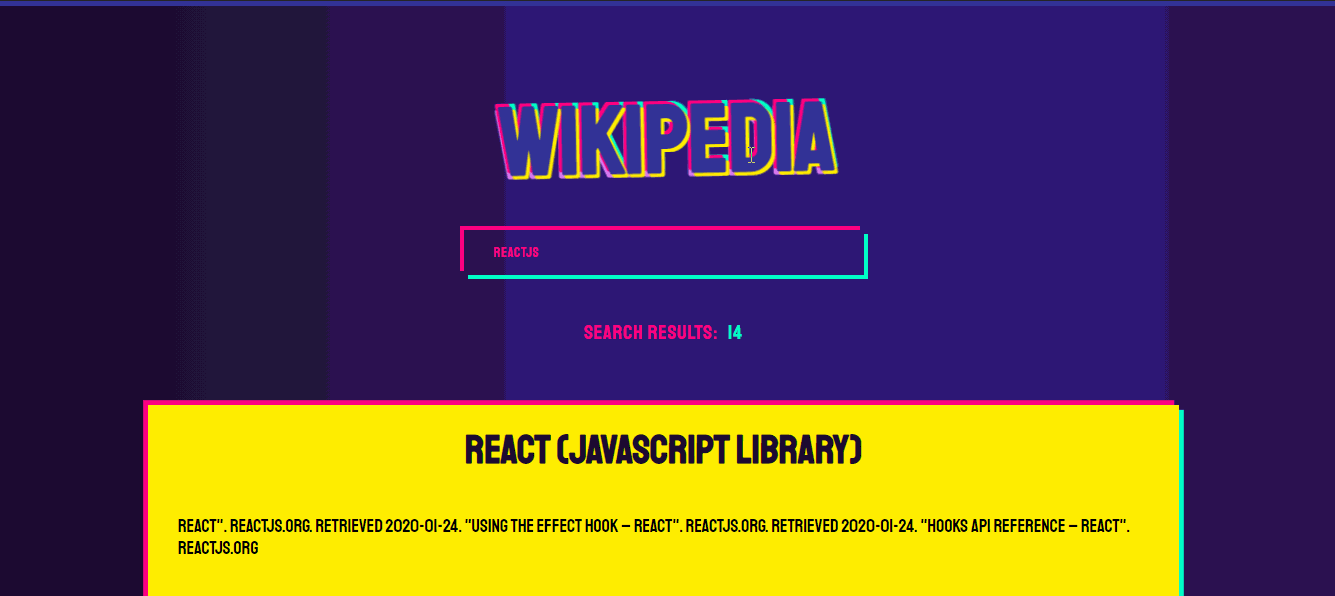 WIKIPEDIA
REACTJS
SEARCH RESULTS: 14
REACT (JAVASCRIPT LIBRARY)
REACT". REACTJS.ORG. RETRIEVED 2020-01-24. "USING THE EFFECT HOOK – REACT". REACTJS.ORG. RETRIEVED 2020-01-24. "HOOKS API REFERENCE – REACT".
REACTJS.ORG